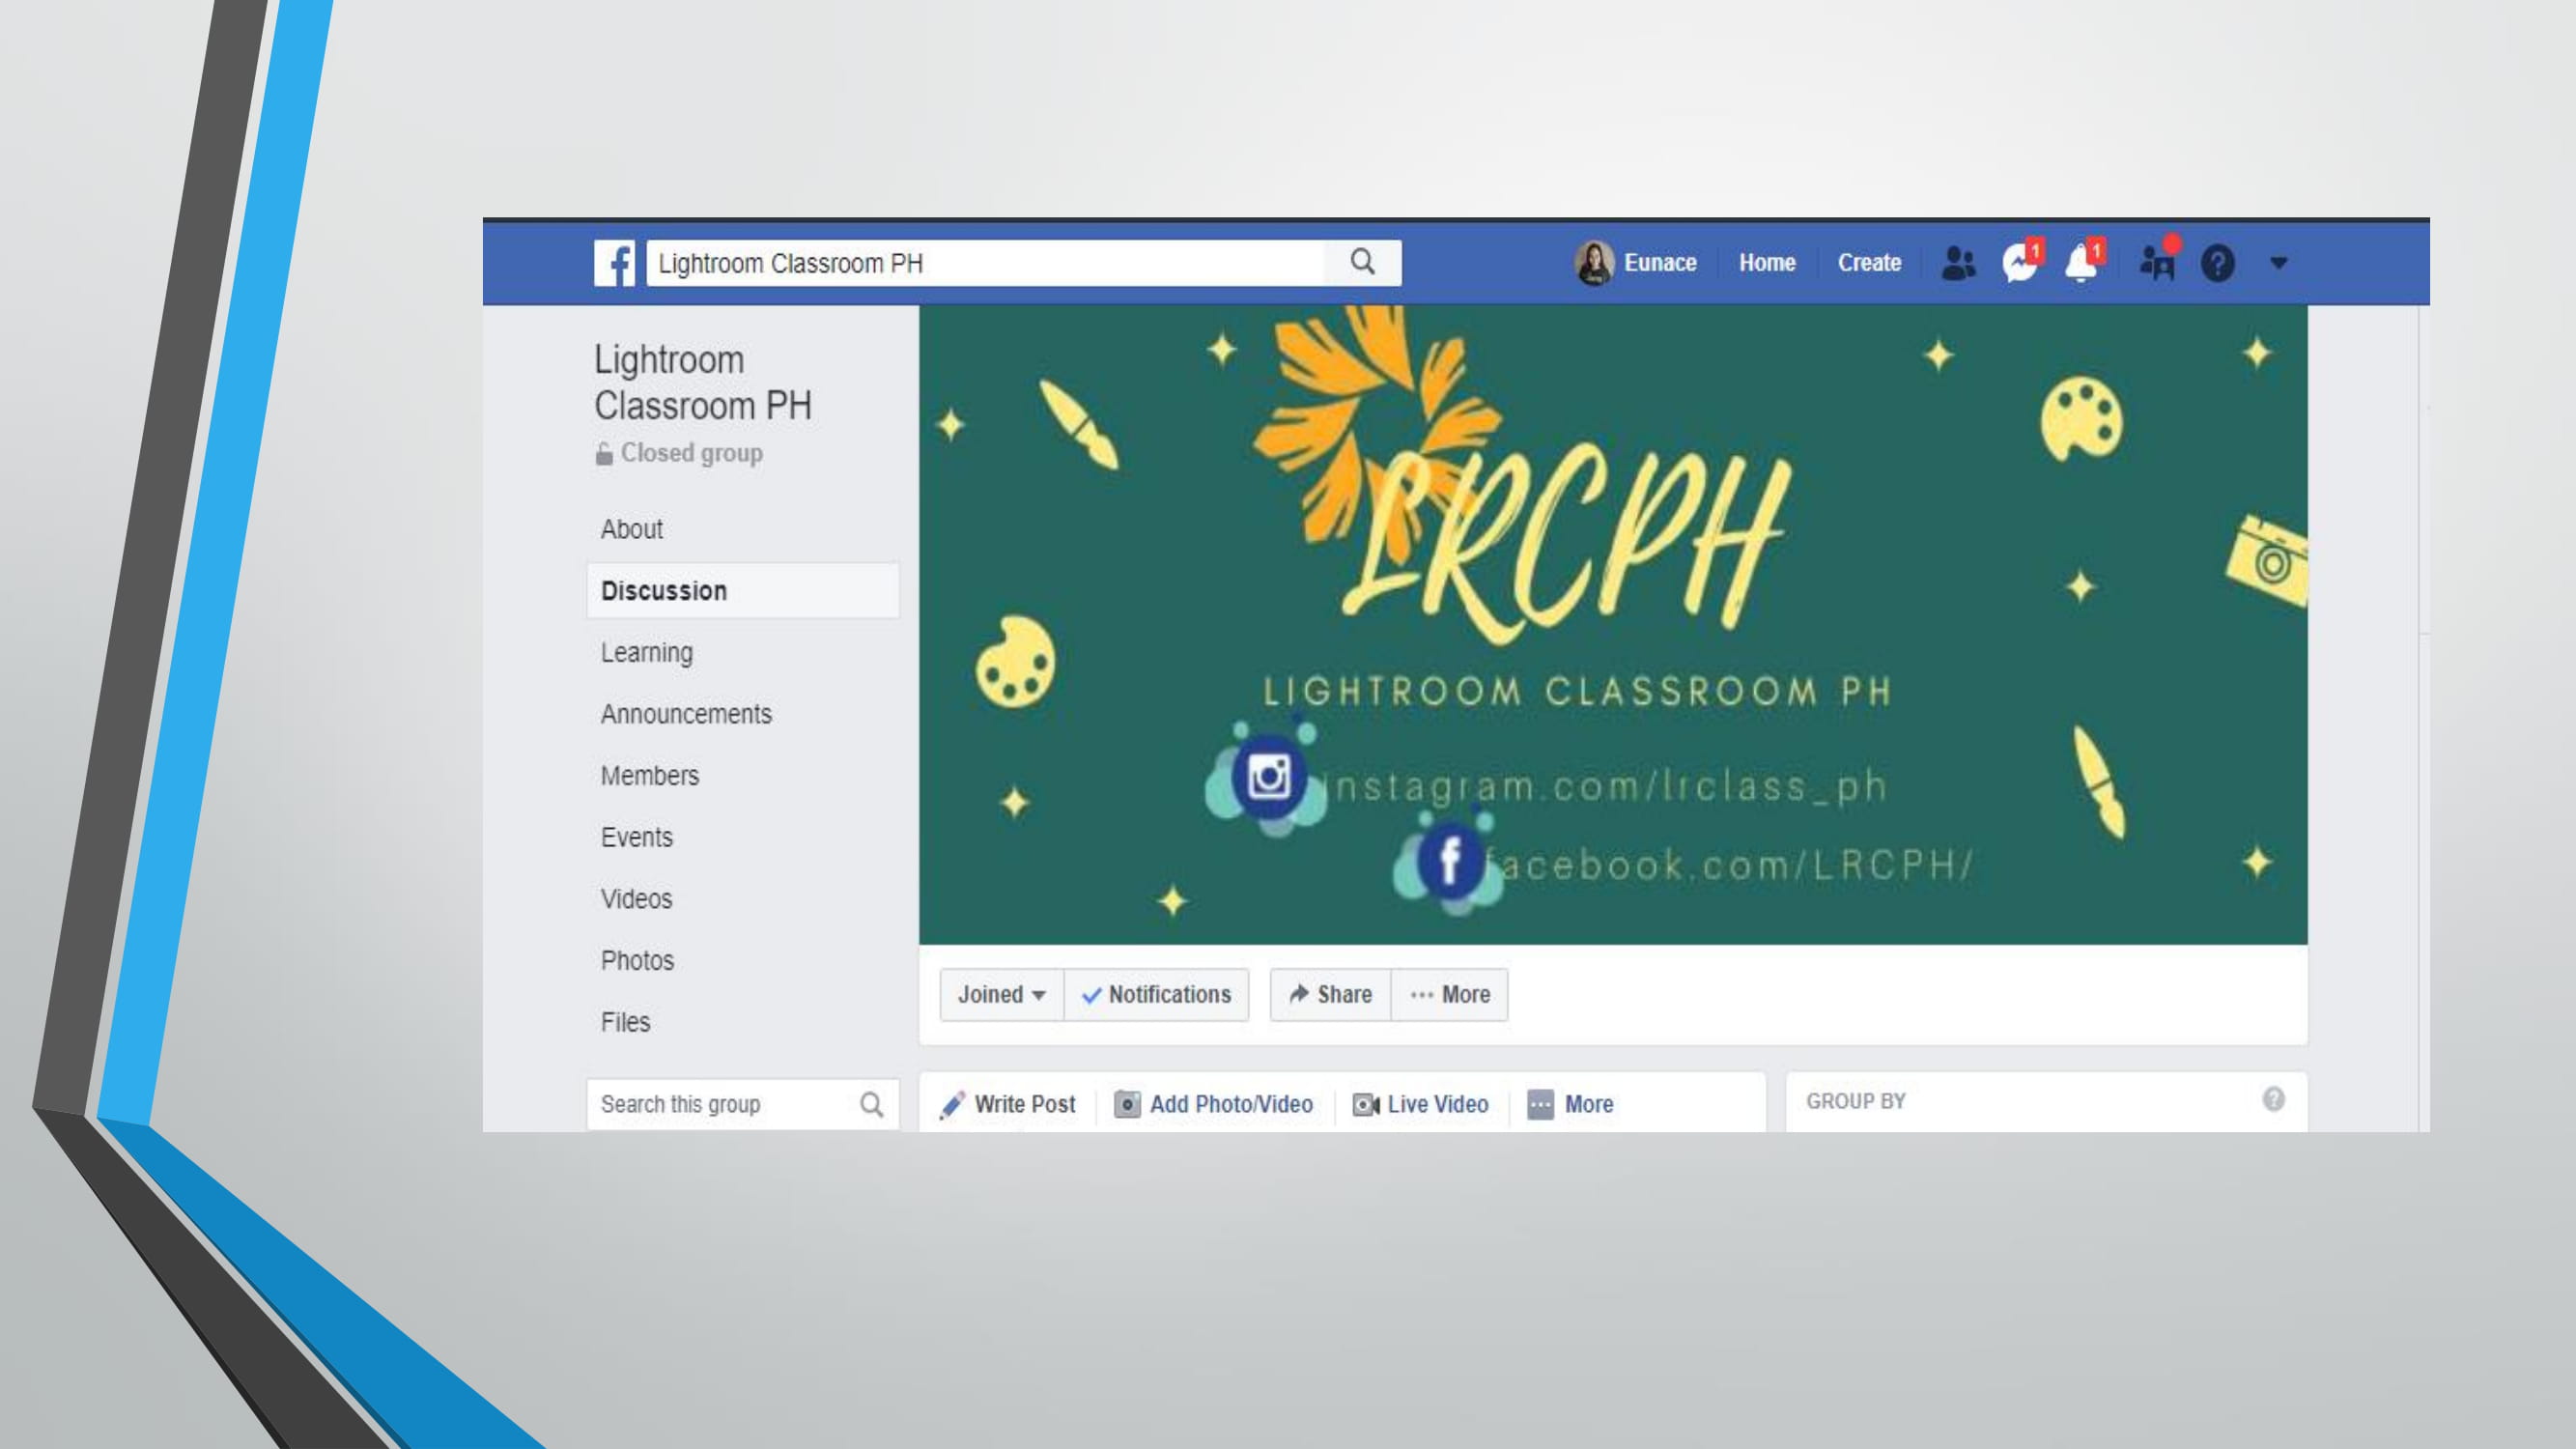 Lightroom Classroom PH
Eunace Home Create 1 1
Lightroom
Classroom PH
Closed group
About
Discussion
Learning
Announcements
Members
Events
Videos
Photos
Files
Search this group
LRCPH
LIGHTROOM CLASSROOM PH
instagram.com/lrclass_ph
facebook.com/LRCPH/
Joined Notifications Share More
Write Post Add Photo/Video Live Video More
GROUP BY